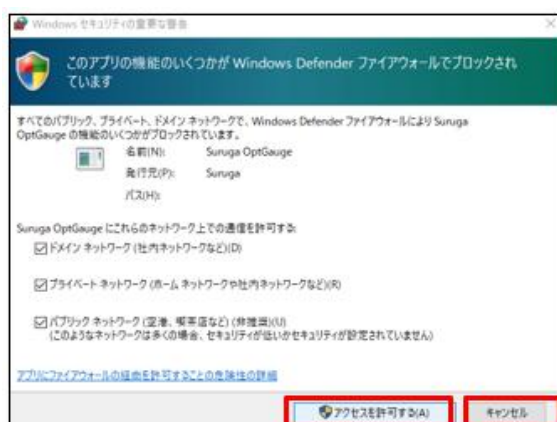 Windows セキュリティの重要な警告
このアプリの機能のいくつかが Windows Defender ファイアウォールでブロックされ
ています
すべてのパブリック、プライベート、ドメイン ネットワークで、Windows Defender ファイアウォールにより Suruga
OptGauge の機能のいくつかがブロックされています。
名前(N): Suruga OptGauge
発行元(P): Suruga
パス(H):
Suruga OptGauge にこれらのネットワーク上での通信を許可する:
ドメイン ネットワーク (社内ネットワークなど)(D)
プライベート ネットワーク (ホーム ネットワークや社内ネットワークなど)(R)
パブリック ネットワーク (空港、喫茶店など) (非推奨)(U)
(このようなネットワークは多くの場合、セキュリティが低いかセキュリティが設定されていません)
アプリにファイアウォールの経由を許可することの危険性の詳細
アクセスを許可する(A)
キャンセル